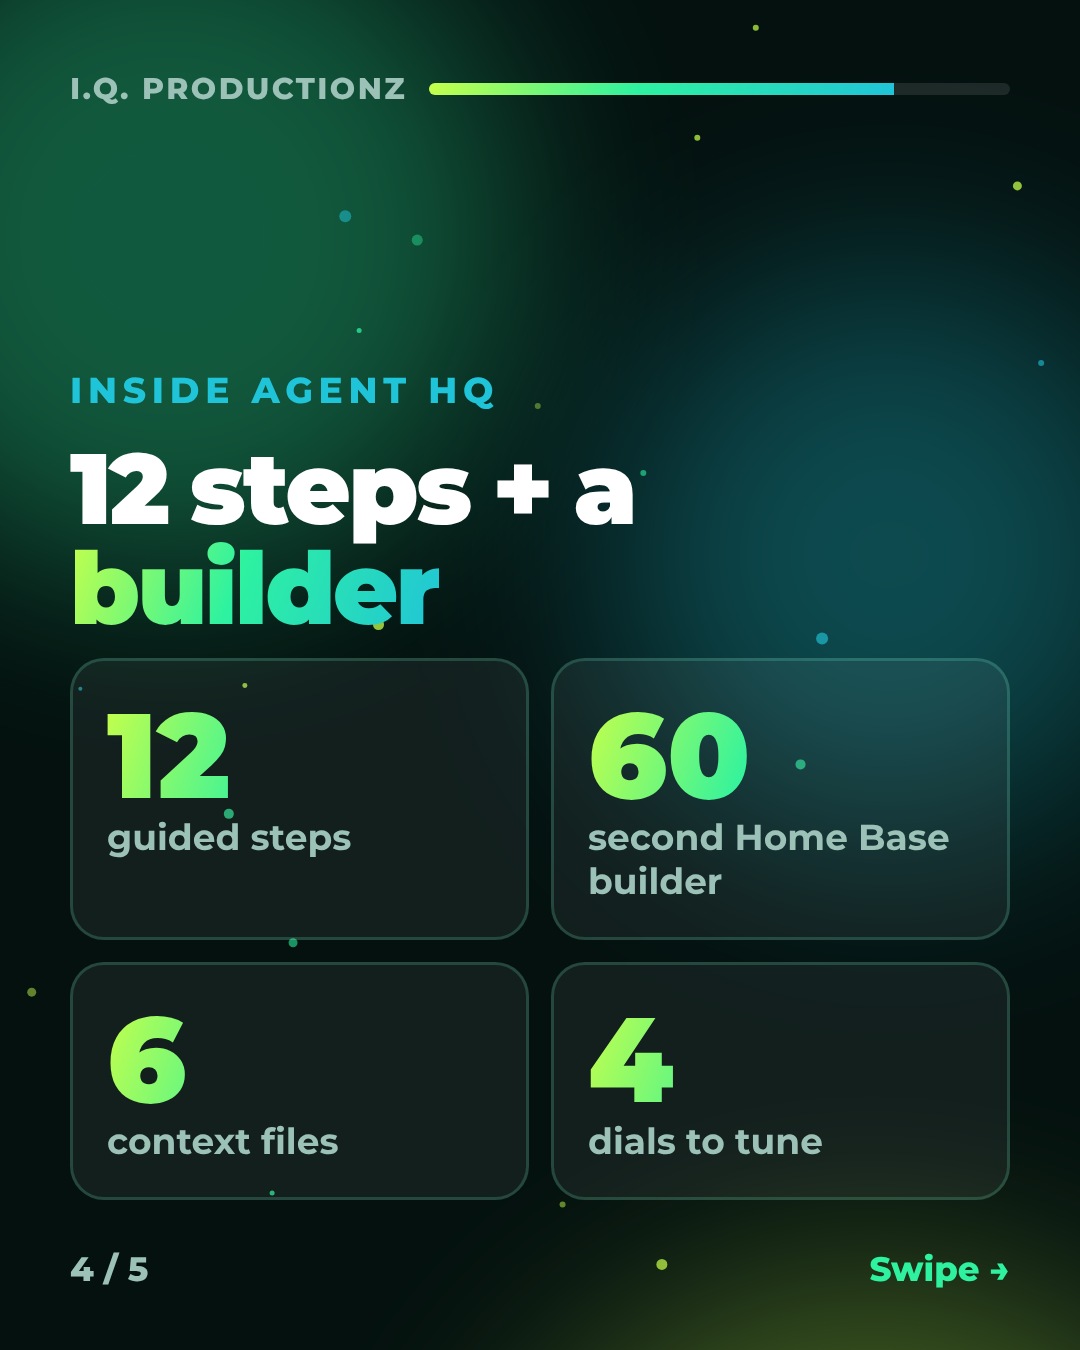 I.Q. PRODUCTIONZ
INSIDE AGENT HQ
12 steps + a
builder
12
guided steps
60
second Home Base
builder
6
context files
4
dials to tune
4 / 5
Swipe →